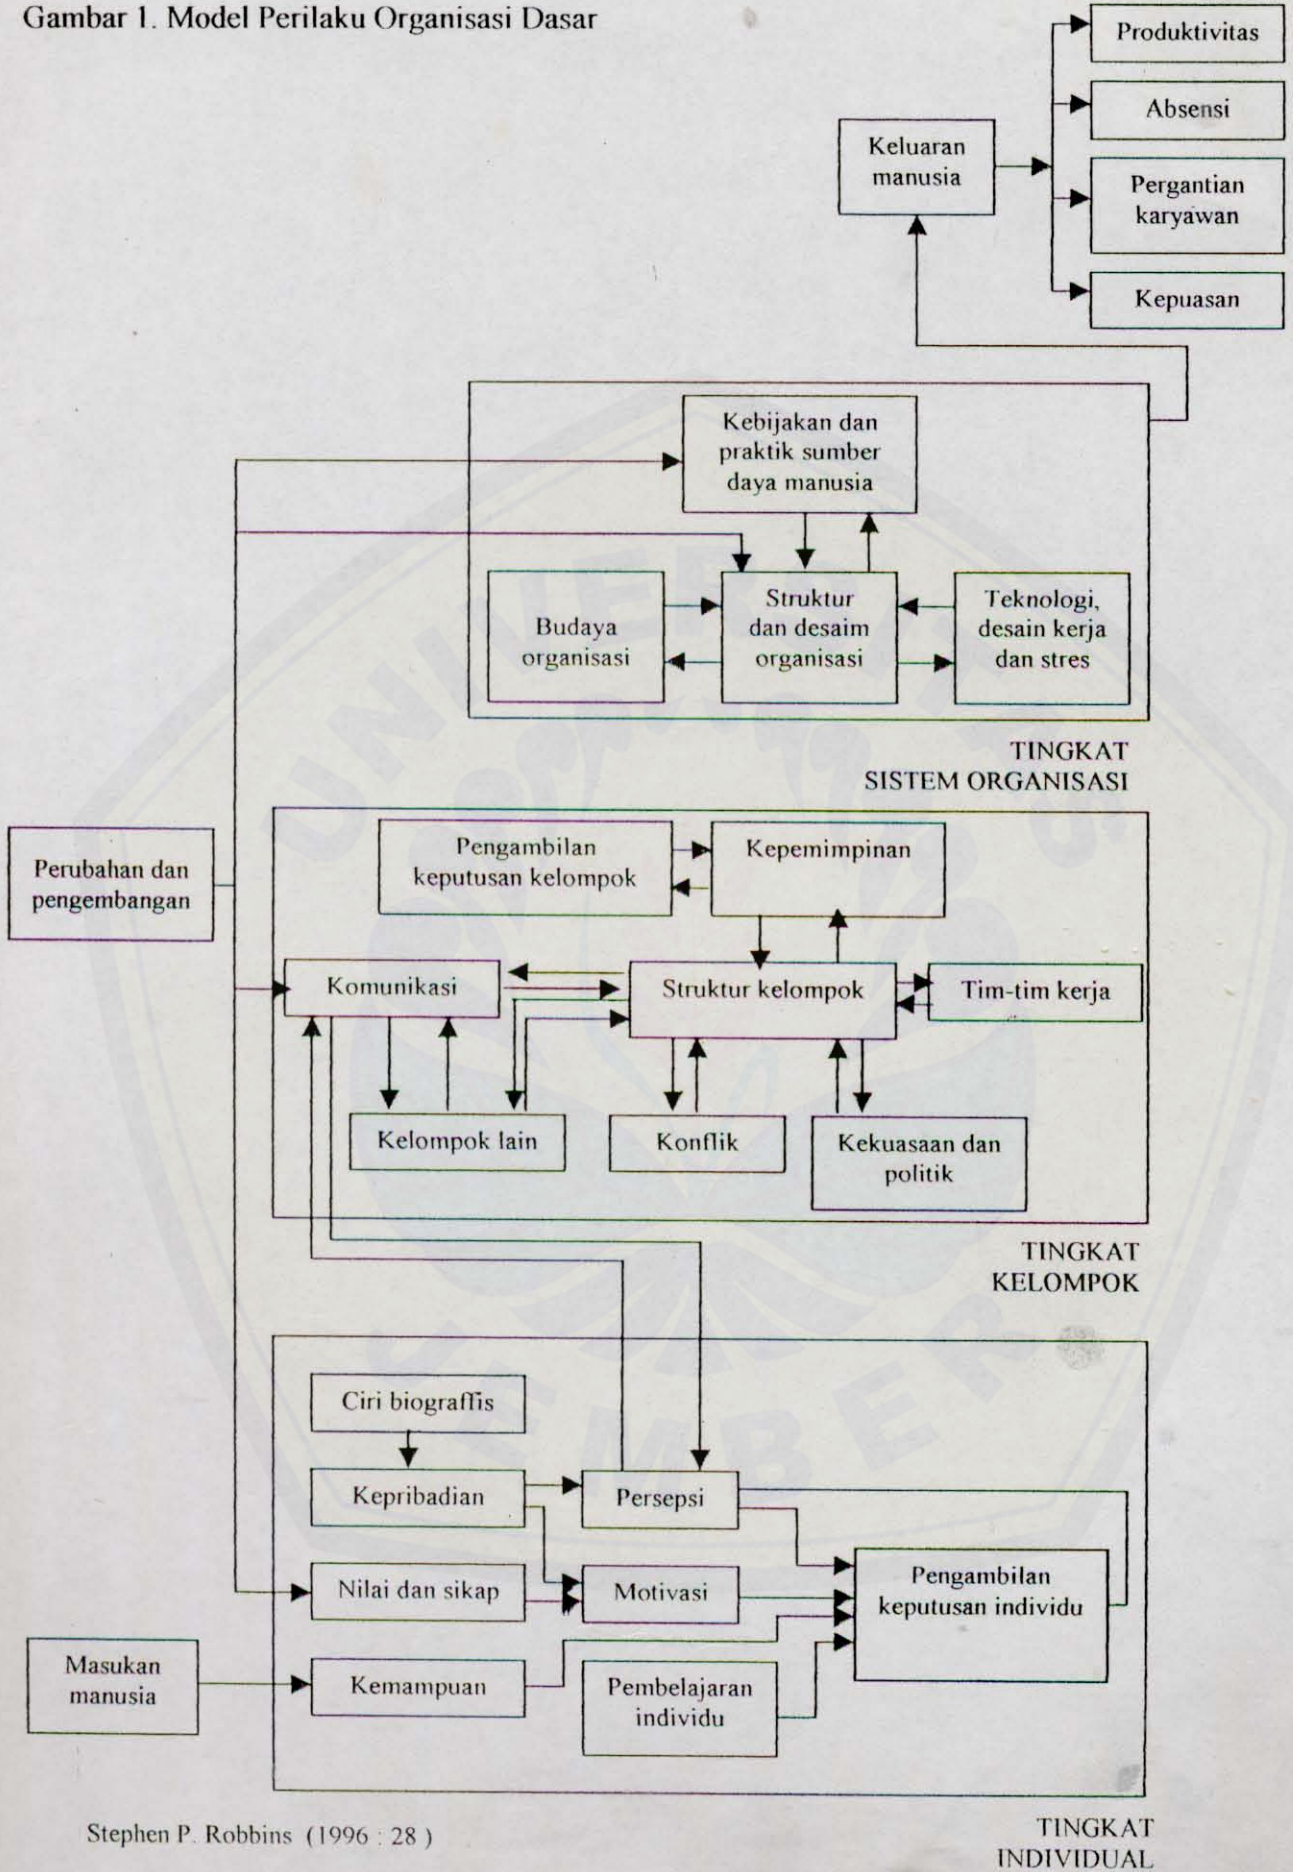 Gambar 1. Model Perilaku Organisasi Dasar
Produktivitas
Absensi
Keluaran
manusia
Pergantian
karyawan
Kepuasan
Kebijakan dan
praktik sumber
daya manusia
Budaya
organisasi
Struktur
dan desaim
organisasi
Teknologi,
desain kerja
dan stres
TINGKAT
SISTEM ORGANISASI
Perubahan dan
pengembangan
Pengambilan
keputusan kelompok
Kepemimpinan
Komunikasi
Struktur kelompok
Tim-tim kerja
Kelompok lain
Konflik
Kekuasaan dan
politik
TINGKAT
KELOMPOK
Ciri biograffis
Kepribadian
Persepsi
Nilai dan sikap
Motivasi
Pengambilan
keputusan individu
Masukan
manusia
Kemampuan
Pembelajaran
individu
Stephen P. Robbins (1996 : 28 )
TINGKAT
INDIVIDUAL
UNIVERSITAS
JEMBER